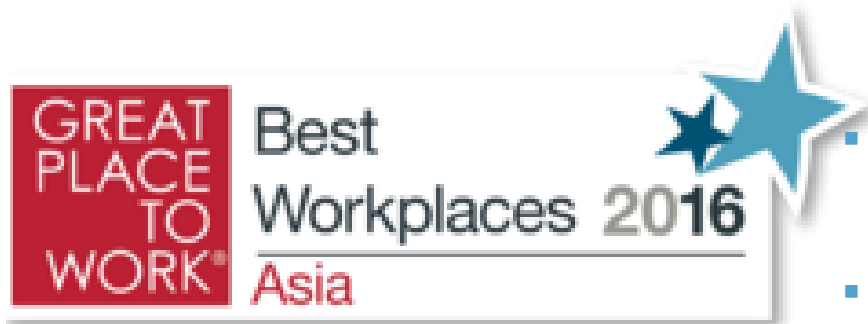 GREAT
PLACE
TO
WORK®
Best
Workplaces 2016
Asia